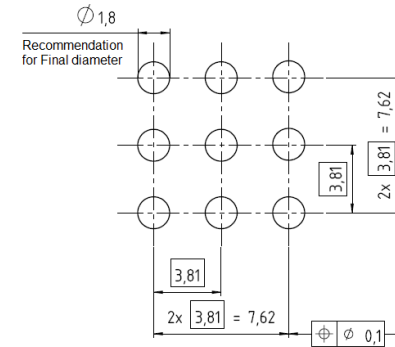 Ø 1,8
Recommendation
for Final diameter
2x 3,81 = 7,62
3,81
3,81
2x 3,81 = 7,62
⌖ Ø 0,1